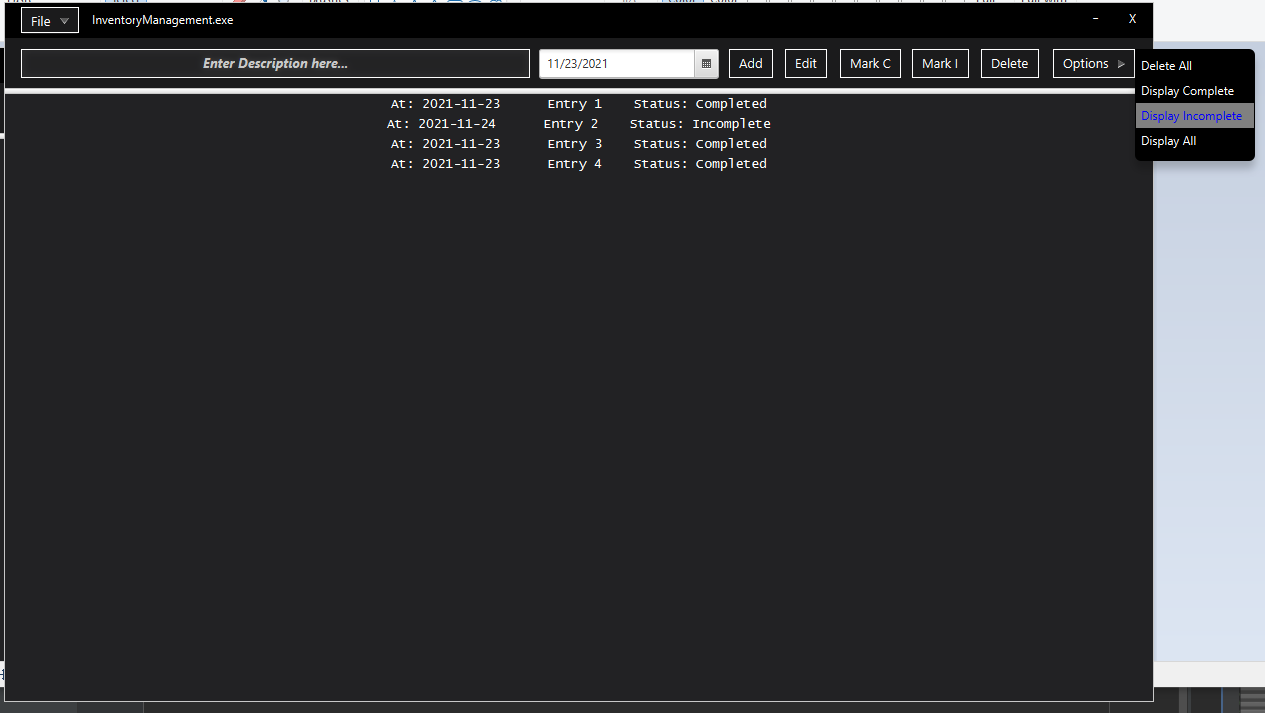 File InventoryManagement.exe – X
Enter Description here... 11/23/2021 Add Edit Mark C Mark I Delete Options
Delete All
Display Complete
Display Incomplete
Display All
At: 2021-11-23 Entry 1 Status: Completed
At: 2021-11-24 Entry 2 Status: Incomplete
At: 2021-11-23 Entry 3 Status: Completed
At: 2021-11-23 Entry 4 Status: Completed